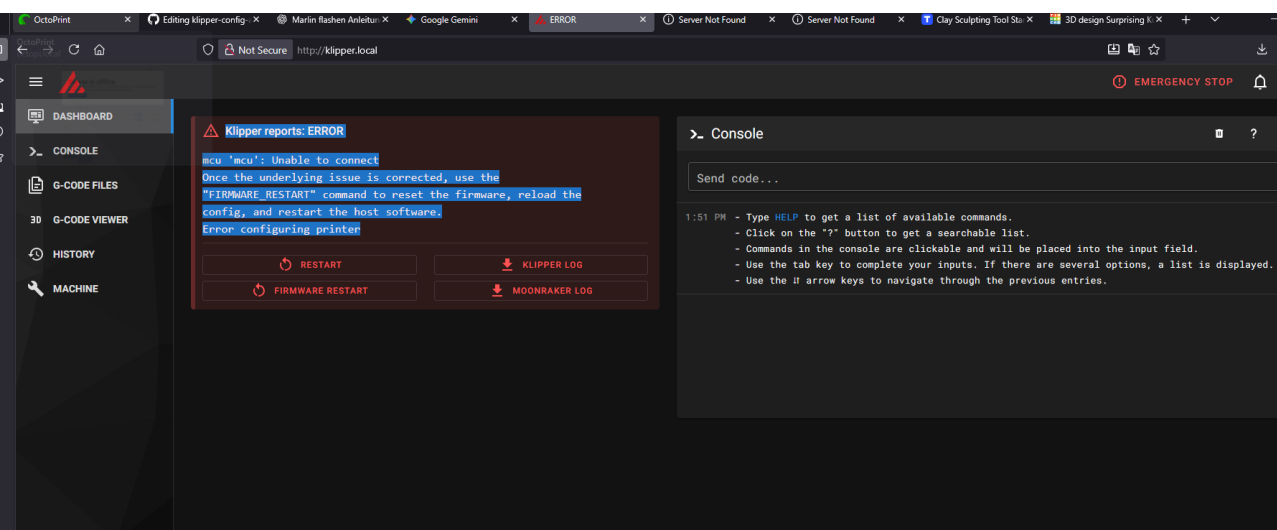 OctoPrint
Editing klipper-config-
Marlin flashen Anleitun
Google Gemini
ERROR
Server Not Found
Server Not Found
Clay Sculpting Tool Sta
3D design Surprising K
Not Secure http://klipper.local
EMERGENCY STOP
DASHBOARD
CONSOLE
G-CODE FILES
3D G-CODE VIEWER
HISTORY
MACHINE
Klipper reports: ERROR
mcu 'mcu': Unable to connect
Once the underlying issue is corrected, use the
"FIRMWARE_RESTART" command to reset the firmware, reload the
config, and restart the host software.
Error configuring printer
RESTART
KLIPPER LOG
FIRMWARE RESTART
MOONRAKER LOG
Console
?
Send code...
1:51 PM - Type HELP to get a list of available commands.
- Click on the "?" button to get a searchable list.
- Commands in the console are clickable and will be placed into the input field.
- Use the tab key to complete your inputs. If there are several options, a list is displayed.
- Use the ⇅ arrow keys to navigate through the previous entries.